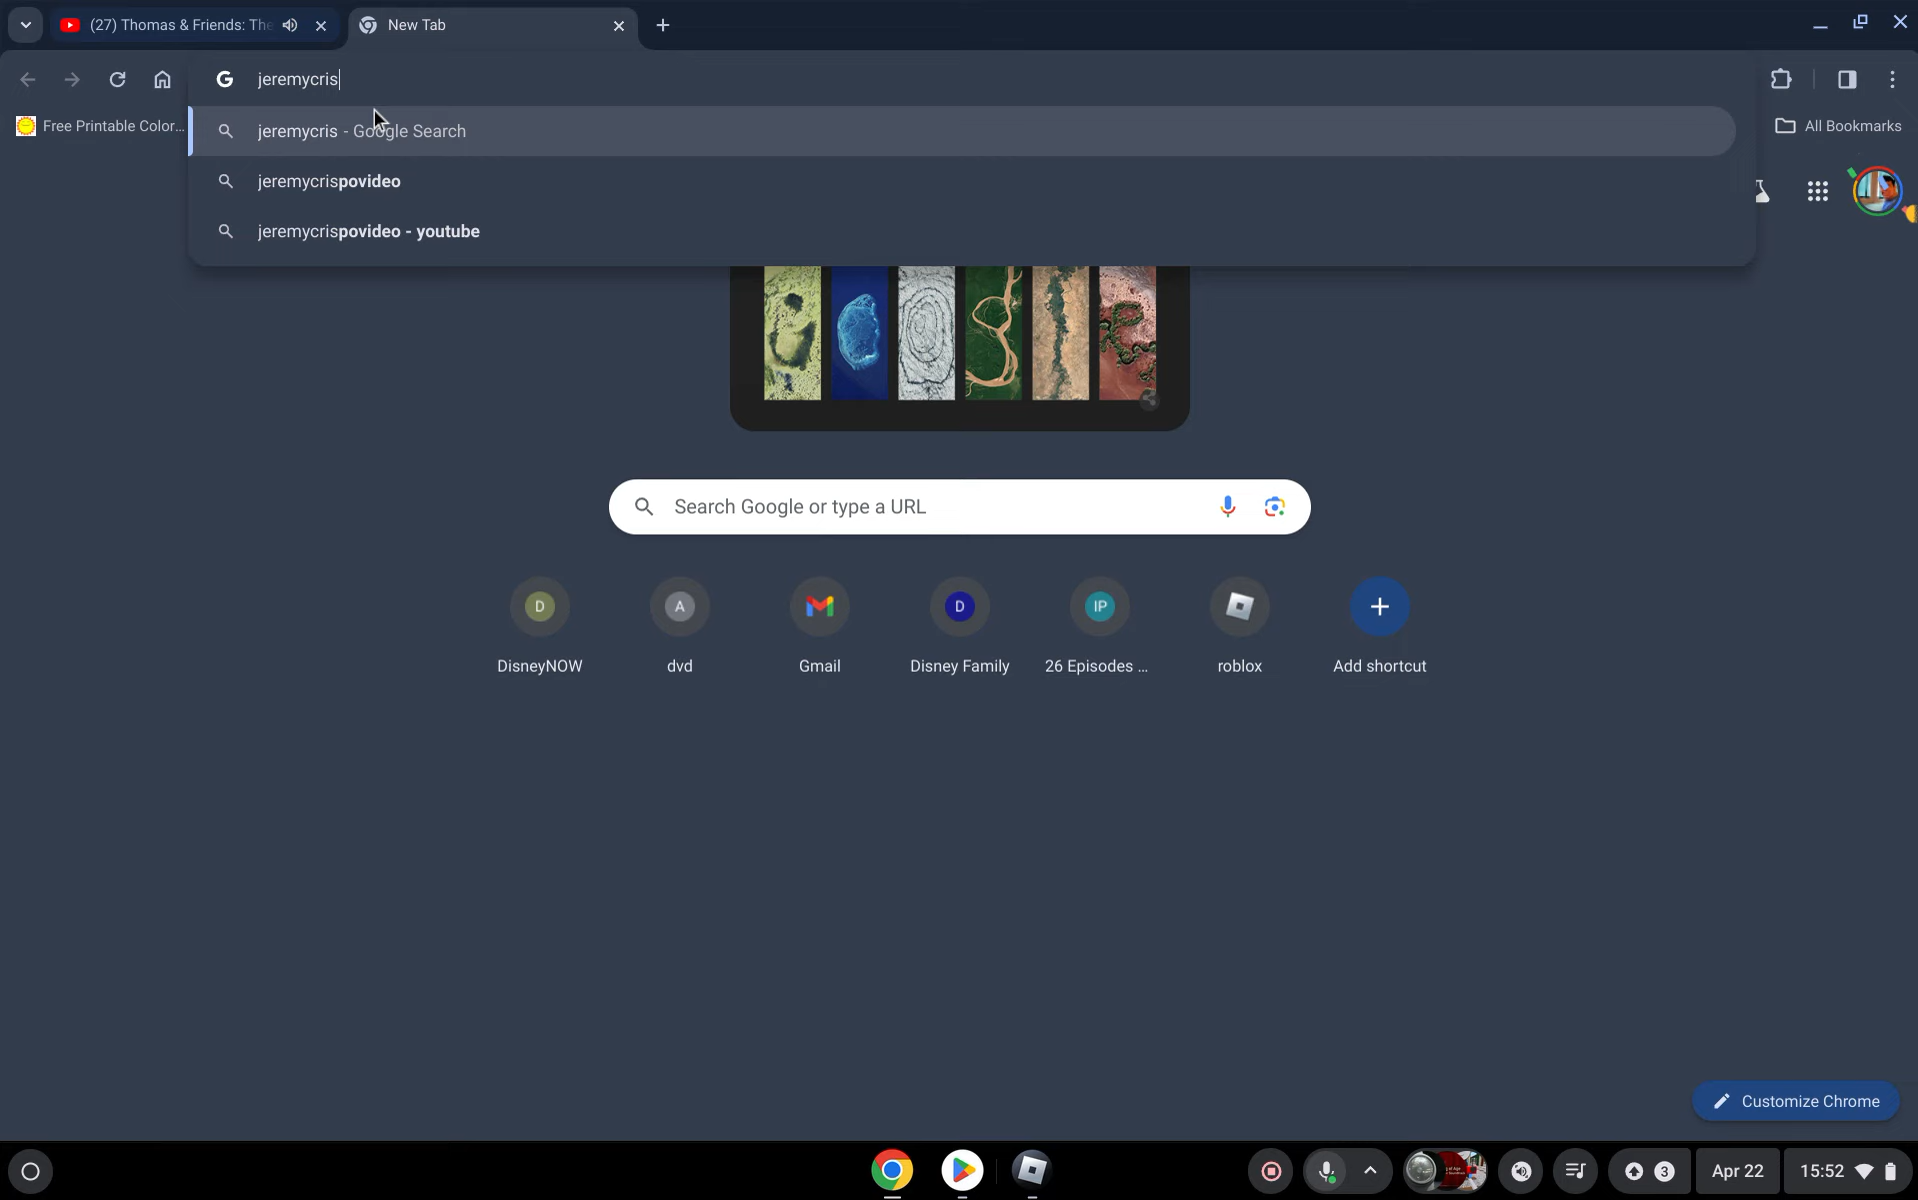 (27) Thomas & Friends: The
New Tab
jeremycris
Free Printable Color...
All Bookmarks
jeremycris - Google Search
jeremycrispovideo
jeremycrispovideo - youtube
Search Google or type a URL
D
A
D
IP
DisneyNOW
dvd
Gmail
Disney Family
26 Episodes ...
roblox
Add shortcut
Customize Chrome
3
Apr 22
15:52